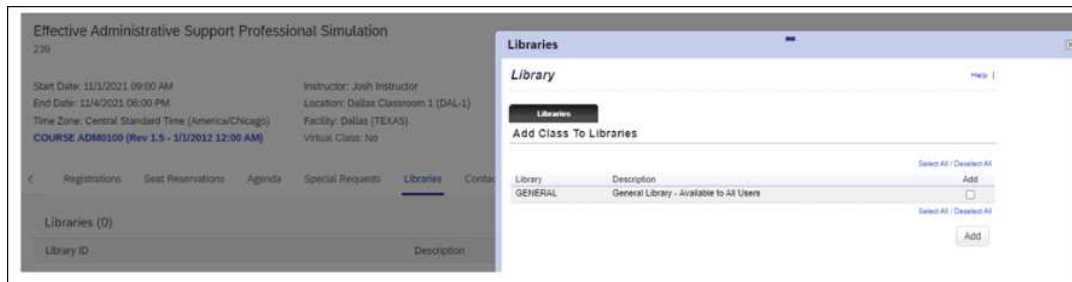 Effective Administrative Support Professional Simulation
239
Start Date: 11/1/2021 09:00 AM
End Date: 11/4/2021 06:00 PM
Time Zone: Central Standard Time (America/Chicago)
COURSE ADM0100 (Rev 1.5 - 1/1/2012 12:00 AM)
Instructor: Josh Instructor
Location: Dallas Classroom 1 (DAL-1)
Facility: Dallas (TEXAS)
Virtual Class: No
Registrations Seat Reservations Agenda Special Requests Libraries Contac
Libraries (0)
Library ID Description
Libraries
Library
Help |
Libraries
Add Class To Libraries
Select All / Deselect All
Library Description Add
GENERAL General Library - Available to All Users
Select All / Deselect All
Add